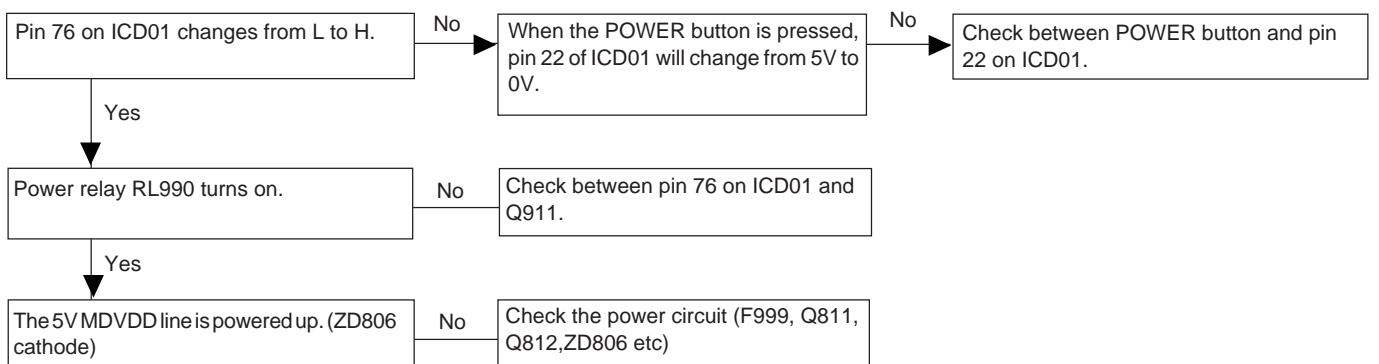 Pin 76 on ICD01 changes from L to H.
No
When the POWER button is pressed,
pin 22 of ICD01 will change from 5V to
0V.
No
Check between POWER button and pin
22 on ICD01.
Yes
Power relay RL990 turns on.
No
Check between pin 76 on ICD01 and
Q911.
Yes
The 5V MDVDD line is powered up. (ZD806
cathode)
No
Check the power circuit (F999, Q811,
Q812,ZD806 etc)